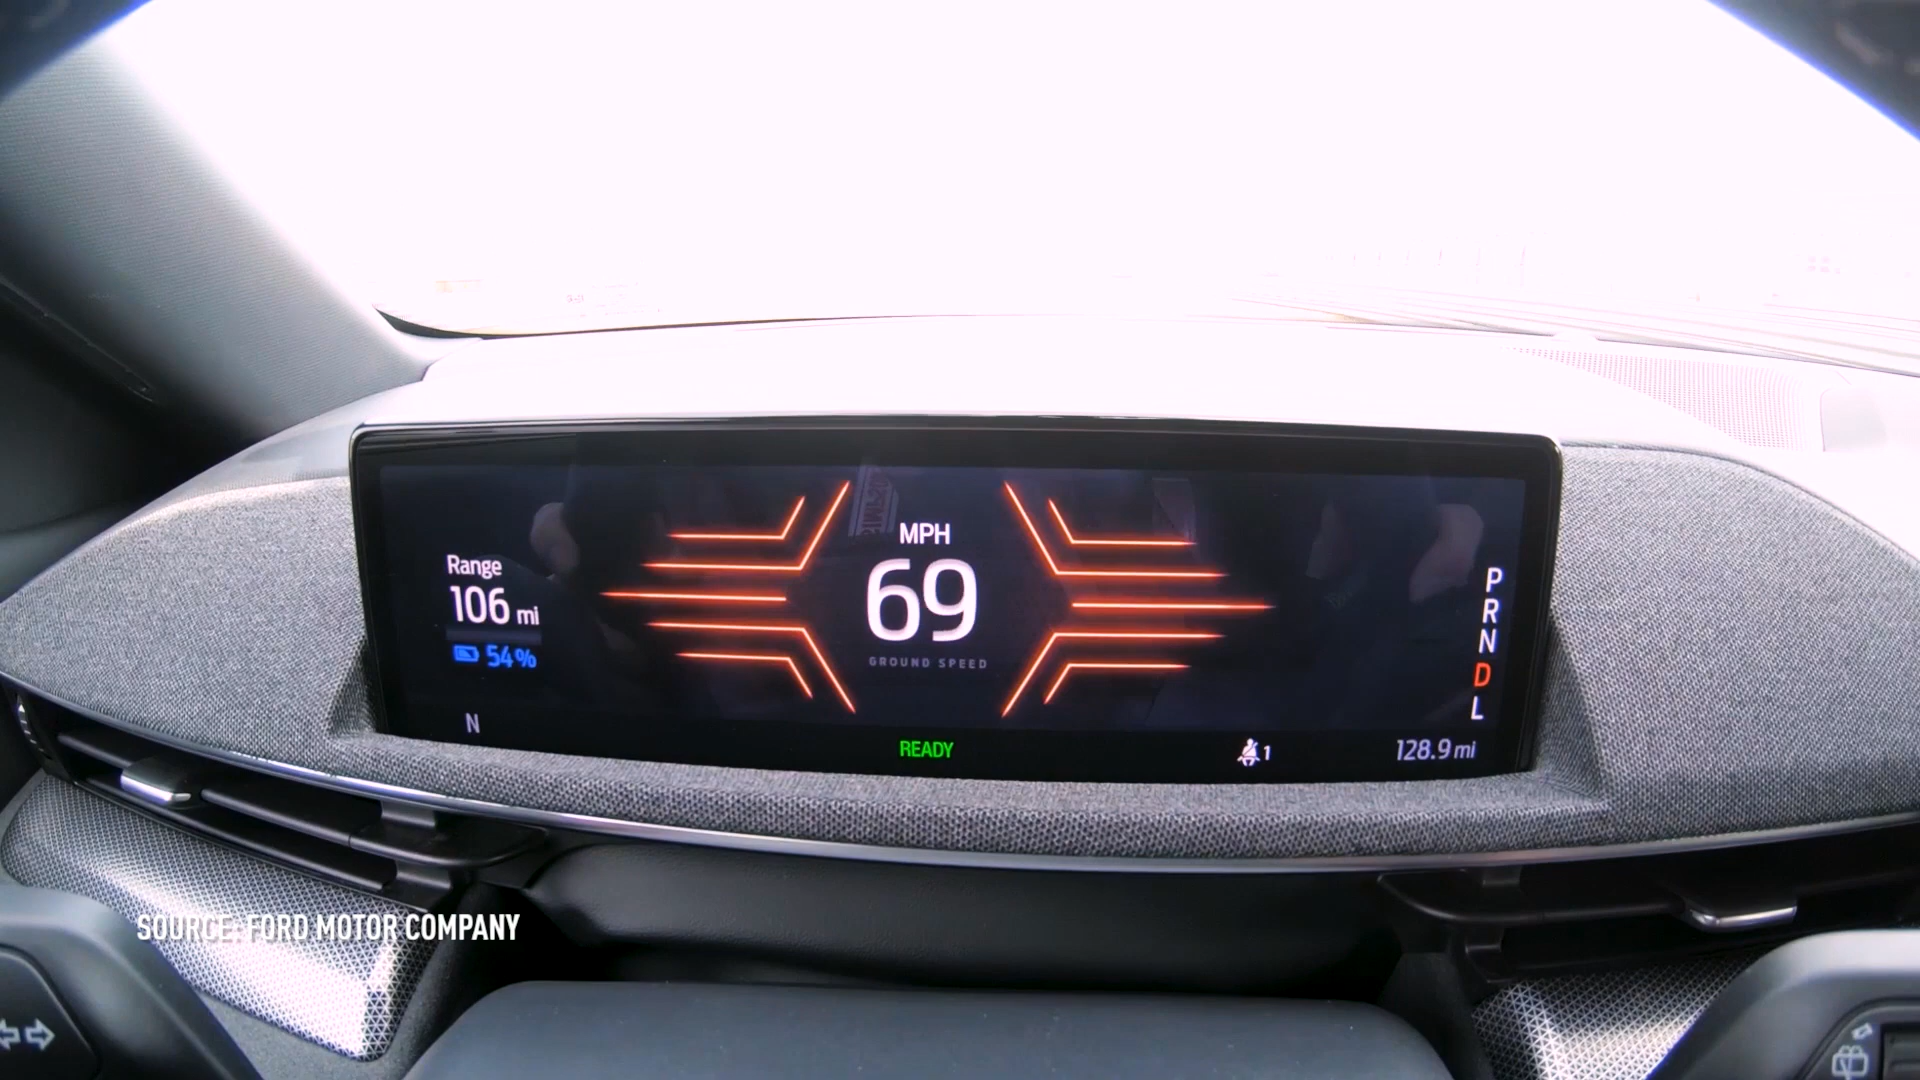 MPH
69
GROUND SPEED
Range
106 mi
54%
N
READY
1
128.9 mi
P
R
N
D
L
SOURCE: FORD MOTOR COMPANY